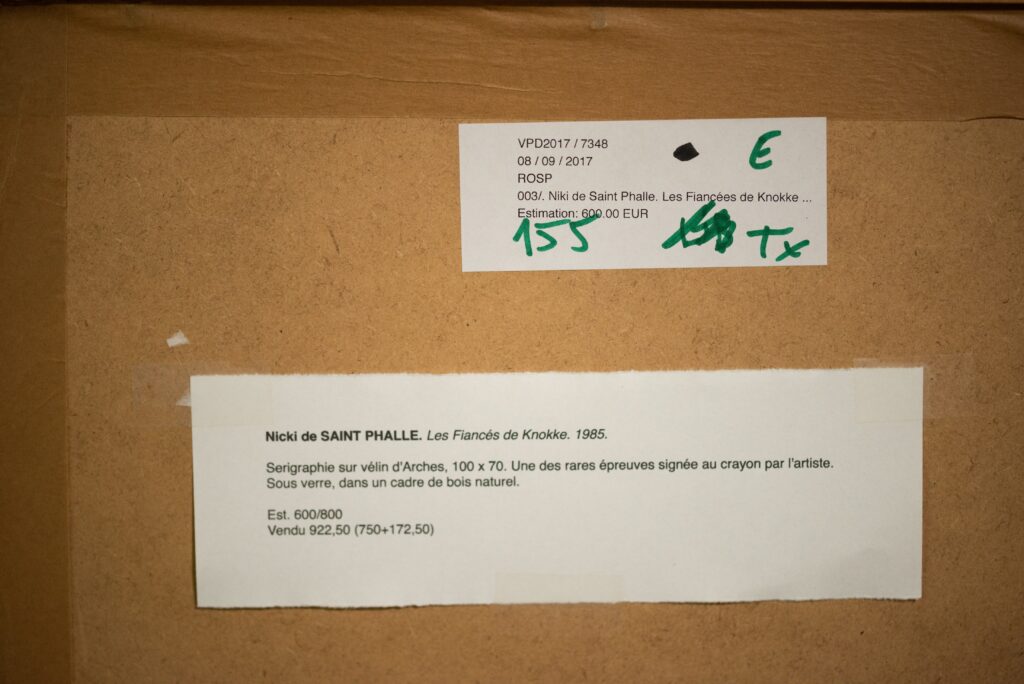 VPD2017 / 7348
E
08 / 09 / 2017
ROSP
003/. Niki de Saint Phalle. Les Fiancées de Knokke ...
Estimation: 600.00 EUR
155
Tx
Nicki de SAINT PHALLE. Les Fiancés de Knokke. 1985.
Serigraphie sur vélin d'Arches, 100 x 70. Une des rares épreuves signée au crayon par l'artiste.
Sous verre, dans un cadre de bois naturel.
Est. 600/800
Vendu 922,50 (750+172,50)